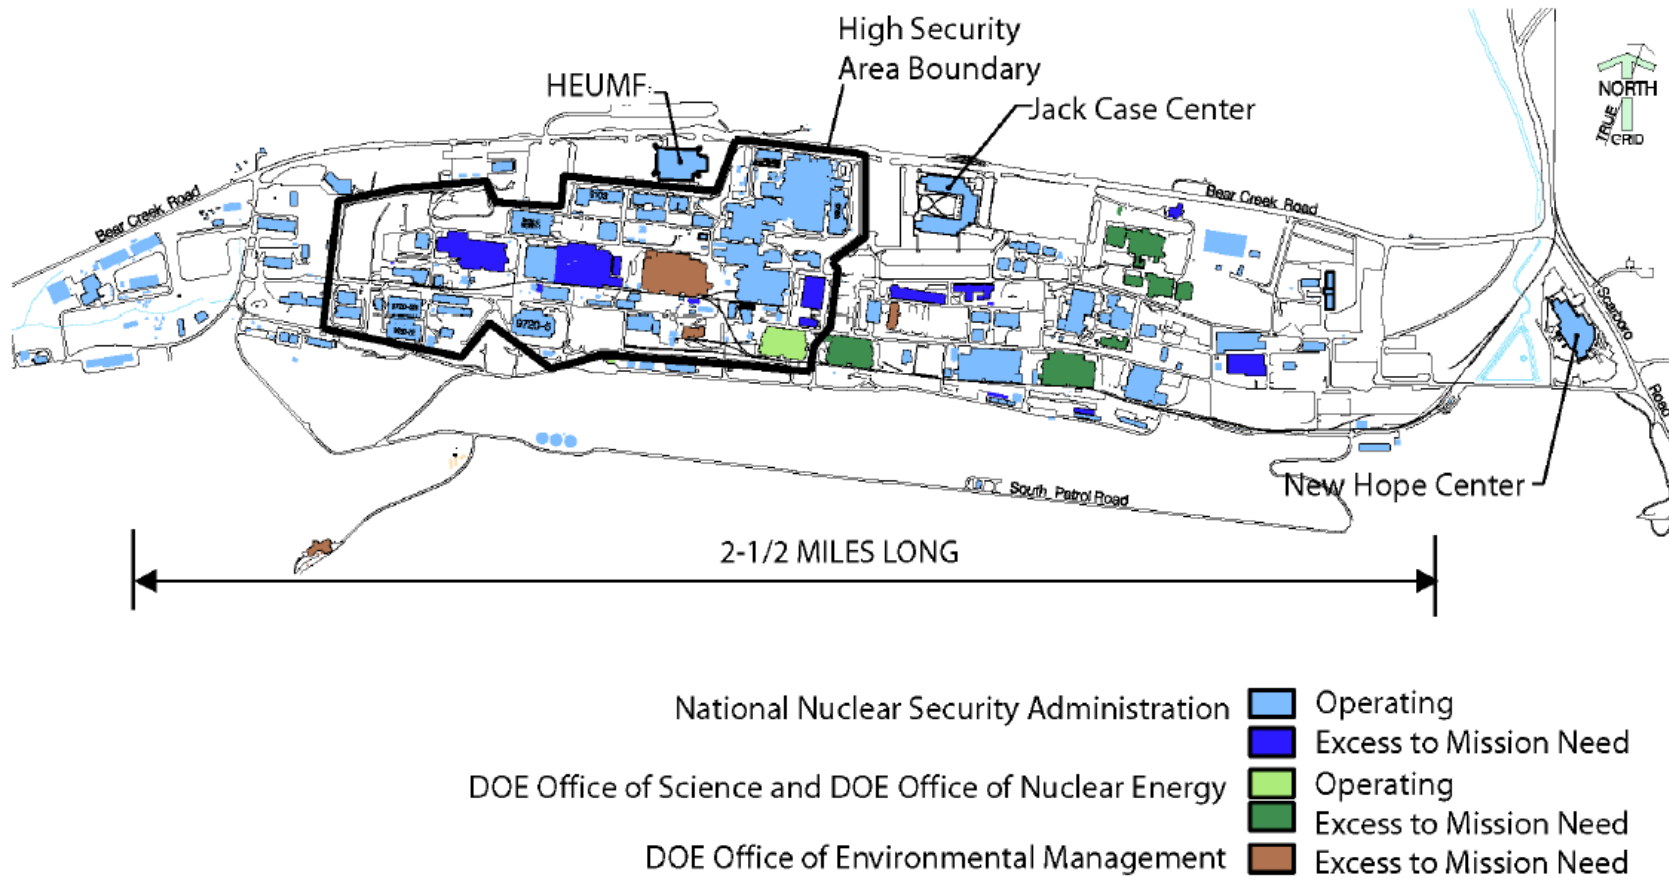 High Security
Area Boundary
HEUMF
Jack Case Center
NORTH
TRUE
GRID
Bear Creek Road
Bear Creek Road
9720-5
Scarboro
Road
South Patrol Road
New Hope Center
2-1/2 MILES LONG
National Nuclear Security Administration
Operating
Excess to Mission Need
DOE Office of Science and DOE Office of Nuclear Energy
Operating
Excess to Mission Need
DOE Office of Environmental Management
Excess to Mission Need